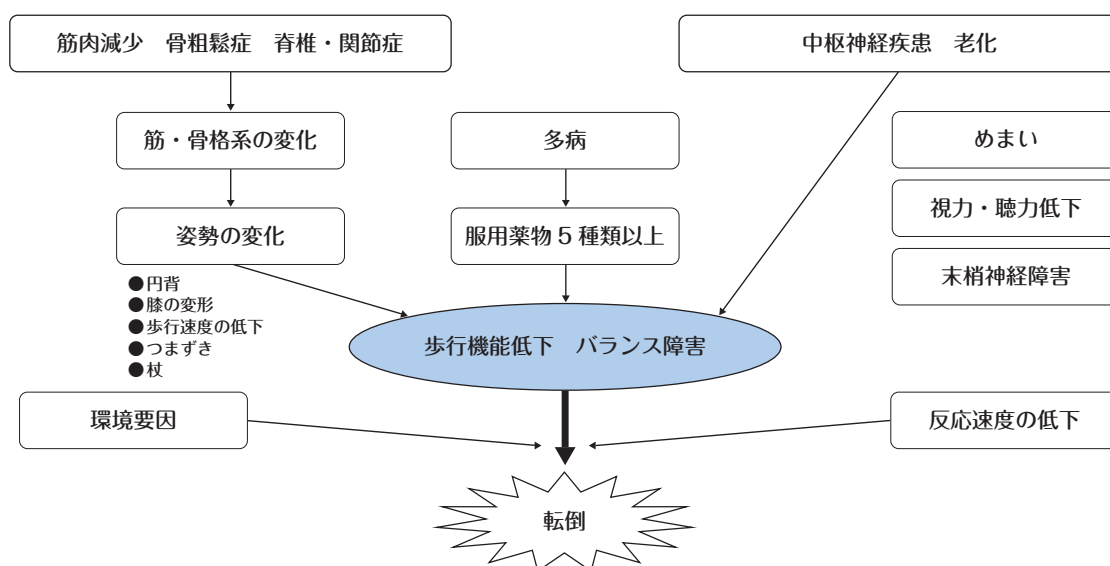 筋肉減少　骨粗鬆症　脊椎・関節症
中枢神経疾患　老化
筋・骨格系の変化
多病
めまい
視力・聴力低下
姿勢の変化
服用薬物5種類以上
末梢神経障害
●円背
●膝の変形
●歩行速度の低下
●つまずき
●杖
歩行機能低下　バランス障害
環境要因
反応速度の低下
転倒